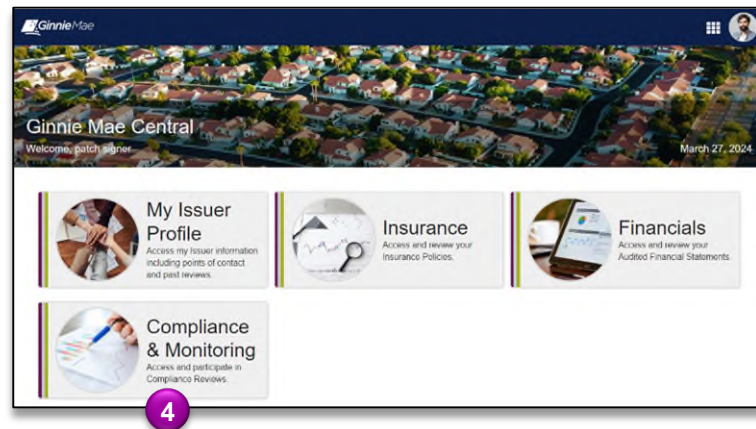 GinnieMae
Ginnie Mae Central
Welcome, patch signer
March 27, 2024
My Issuer
Profile
Access my Issuer information
including points of contact
and past reviews.
Insurance
Access and review your
Insurance Policies.
Financials
Access and review your
Audited Financial Statements.
Compliance
& Monitoring
Access and participate in
Compliance Reviews.
4